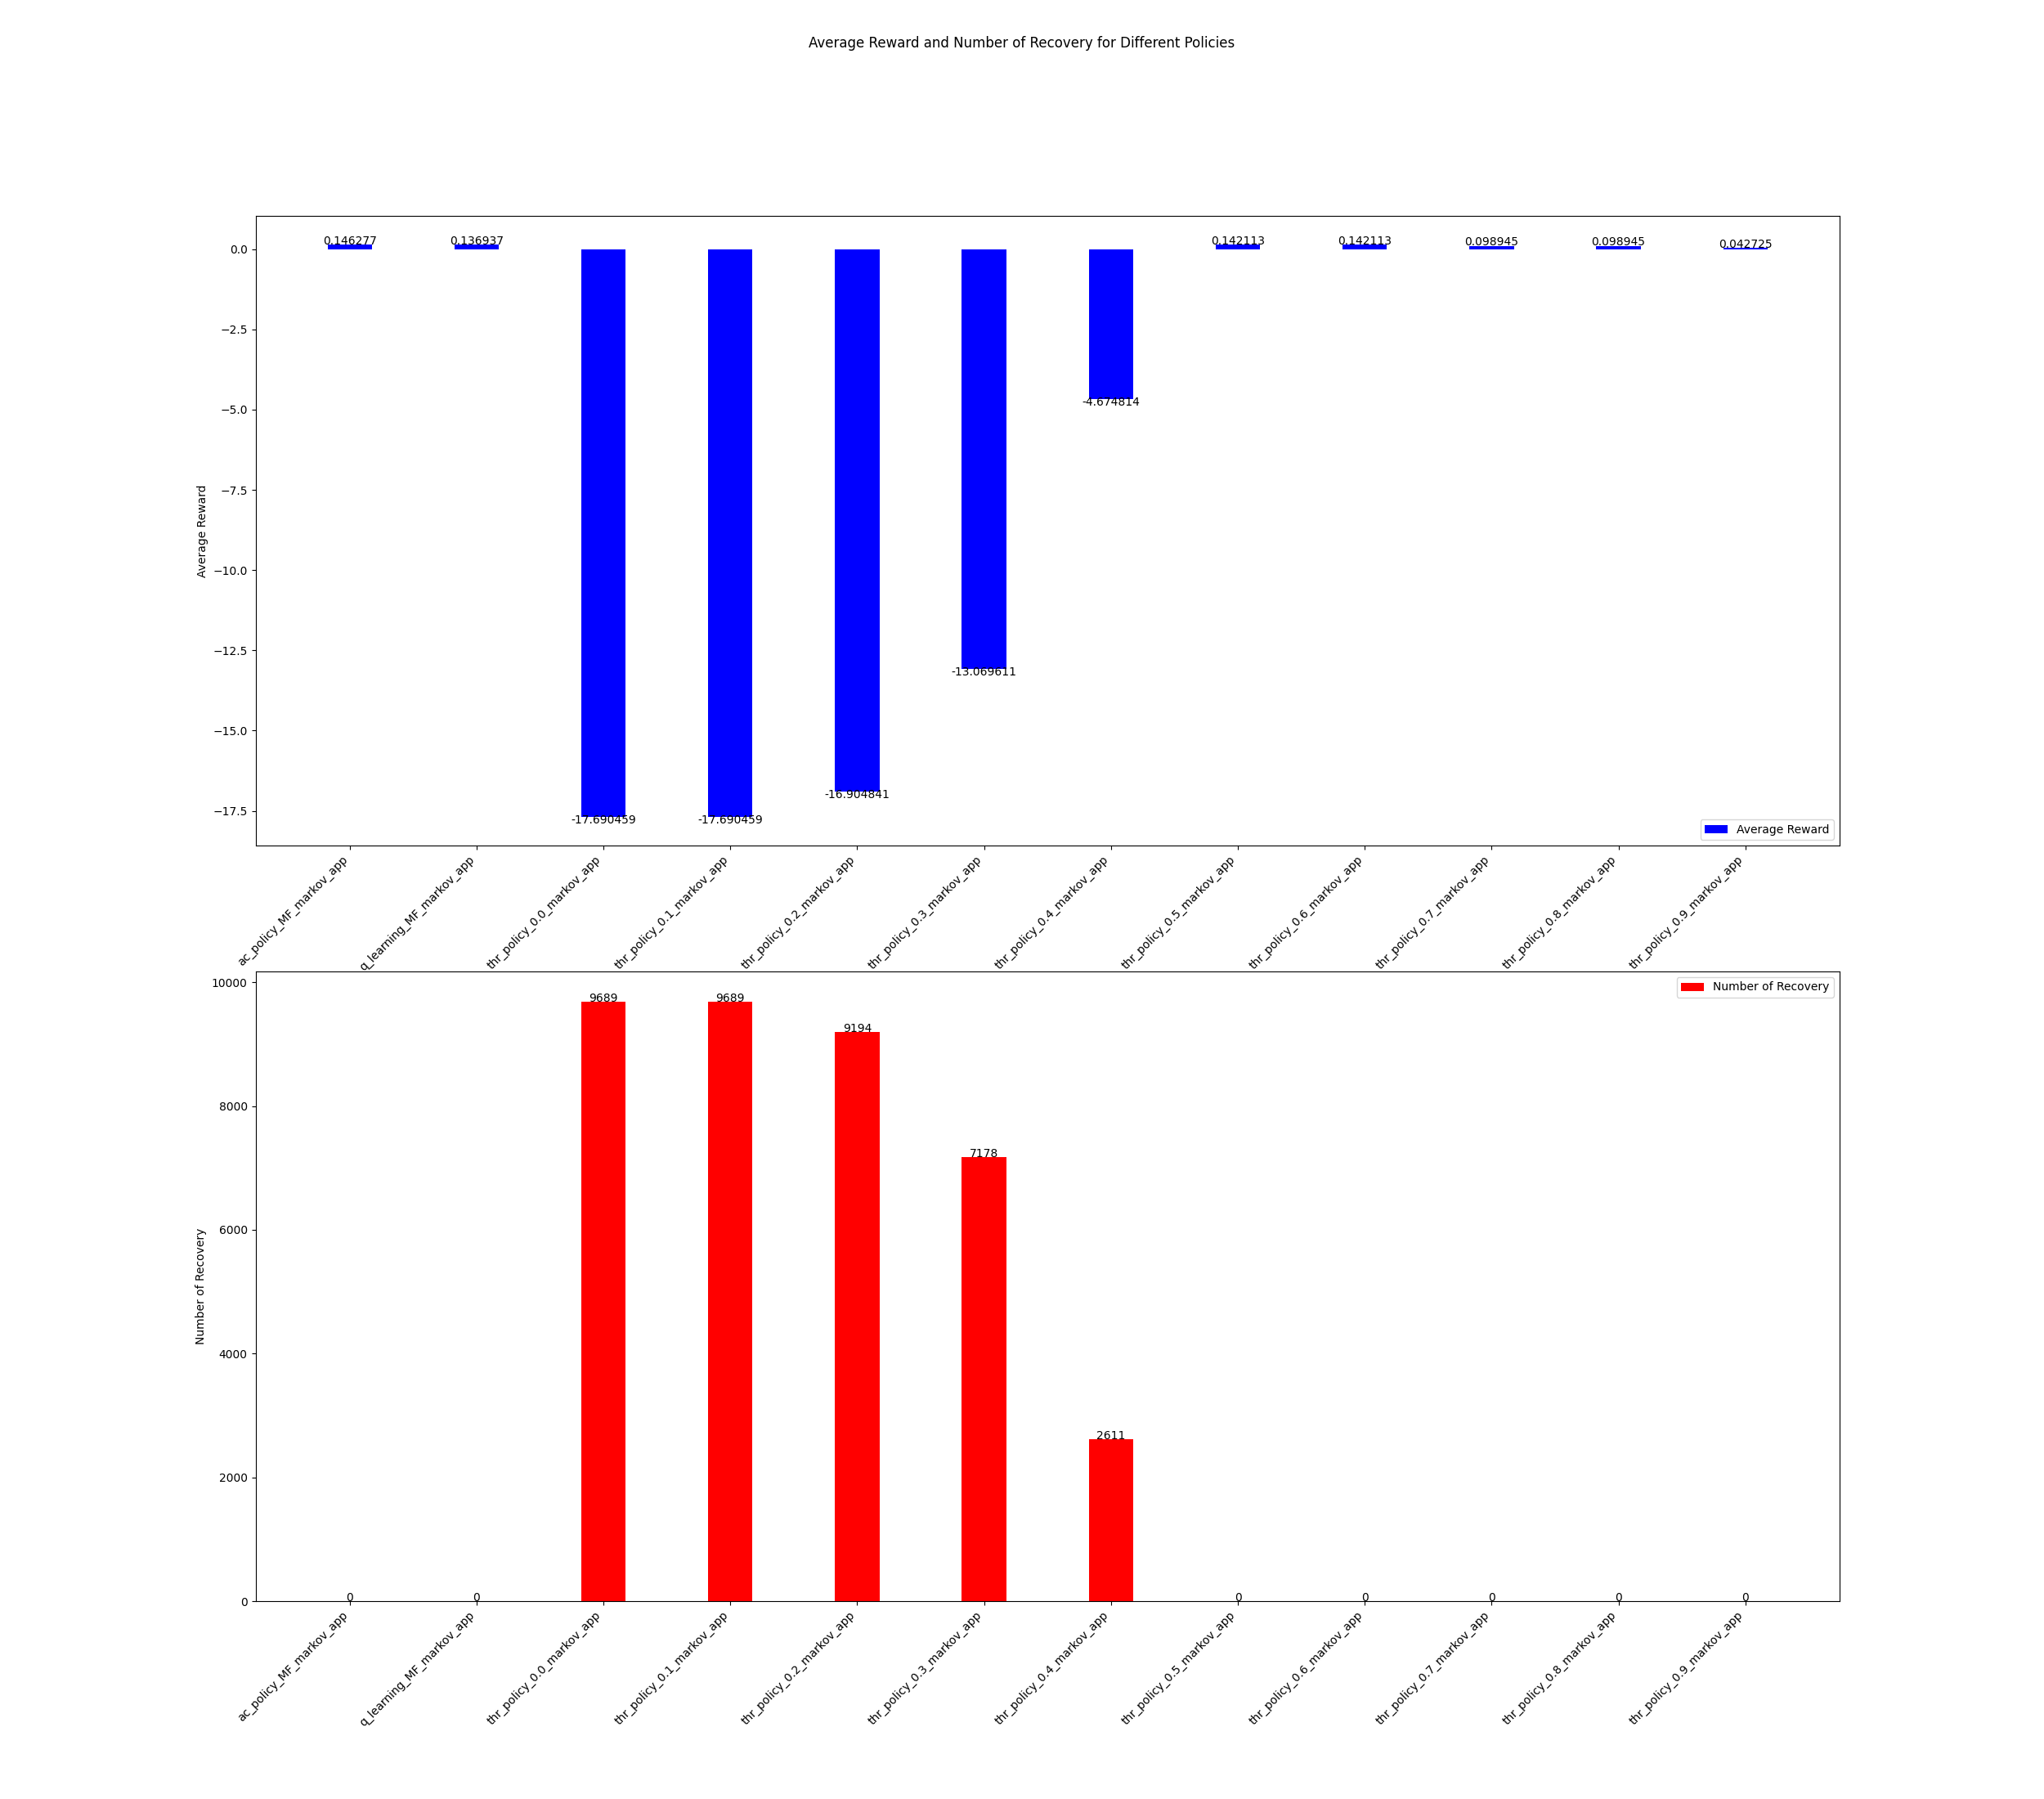 Average Reward and Number of Recovery for Different Policies
0.146277 0.136937 0.142113 0.142113 0.098945 0.098945 0.042725
0.0
−2.5
−5.0
-4.674814
−7.5
−10.0
−12.5
-13.069611
−15.0
-16.904841
−17.5
-17.690459 -17.690459
Average Reward
Average Reward
ac_policy_MF_markov_app
q_learning_MF_markov_app
thr_policy_0.0_markov_app
thr_policy_0.1_markov_app
thr_policy_0.2_markov_app
thr_policy_0.3_markov_app
thr_policy_0.4_markov_app
thr_policy_0.5_markov_app
thr_policy_0.6_markov_app
thr_policy_0.7_markov_app
thr_policy_0.8_markov_app
thr_policy_0.9_markov_app
10000
Number of Recovery
9689 9689
9194
8000
7178
6000
Number of Recovery
4000
2611
2000
0
0 0 0 0 0 0 0
ac_policy_MF_markov_app
q_learning_MF_markov_app
thr_policy_0.0_markov_app
thr_policy_0.1_markov_app
thr_policy_0.2_markov_app
thr_policy_0.3_markov_app
thr_policy_0.4_markov_app
thr_policy_0.5_markov_app
thr_policy_0.6_markov_app
thr_policy_0.7_markov_app
thr_policy_0.8_markov_app
thr_policy_0.9_markov_app